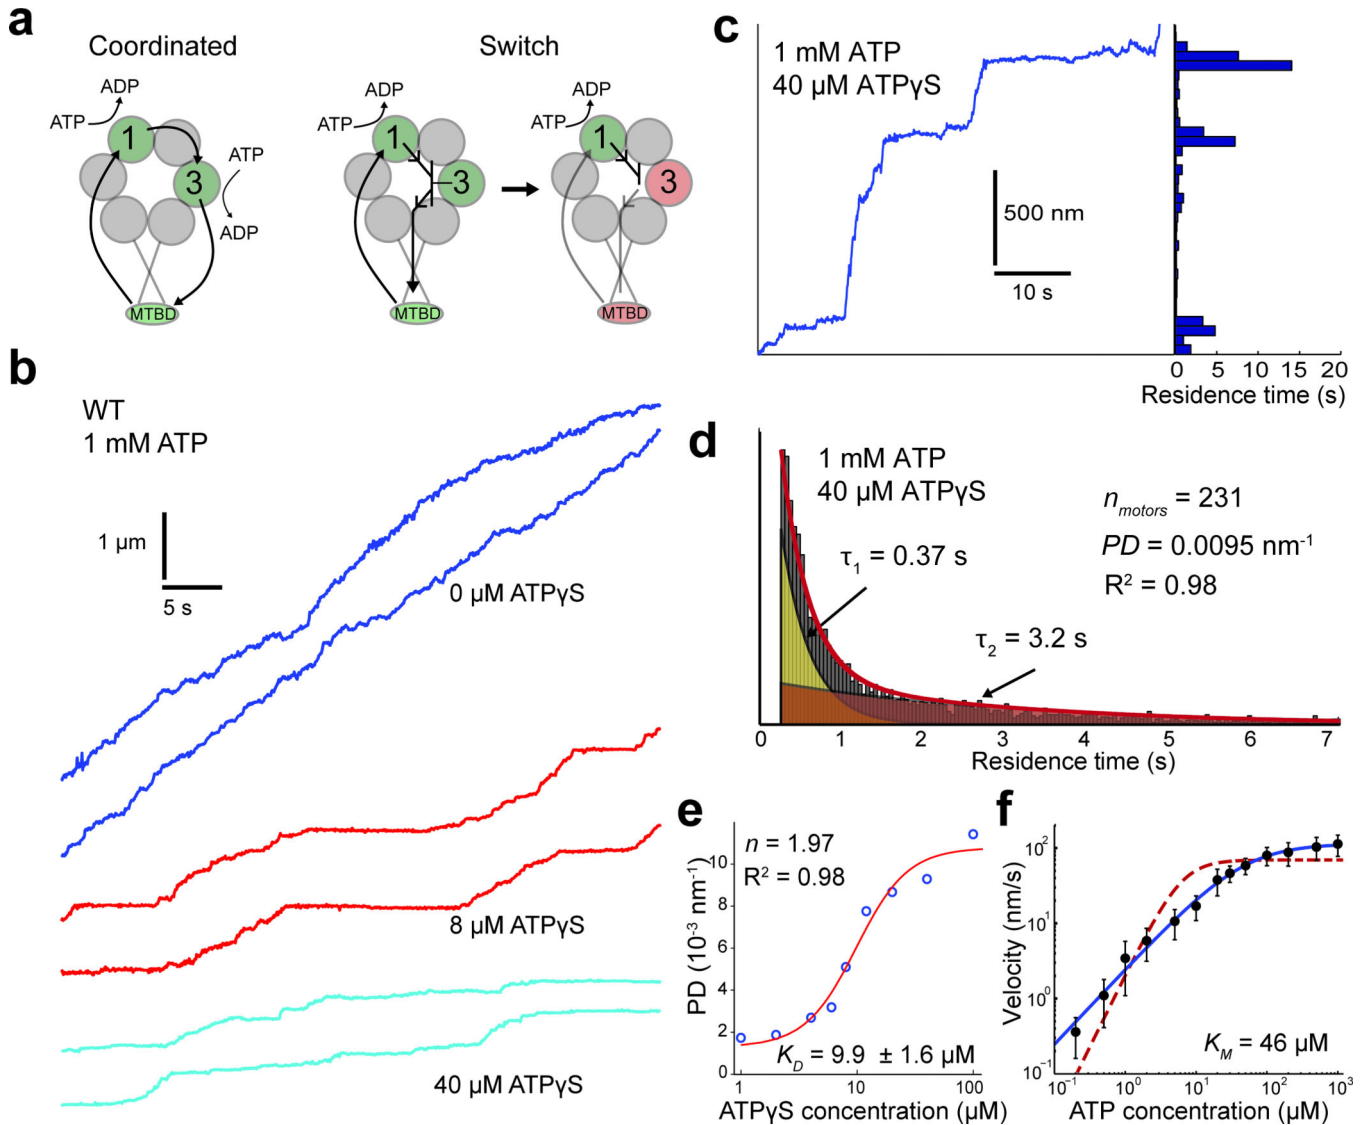 a
Coordinated
Switch
ADP
ATP
1
3
ATP
ADP
MTBD
ADP
ATP
1
3
MTBD
ADP
ATP
1
3
MTBD
b
WT
1 mM ATP
1 µm
5 s
0 µM ATPγS
8 µM ATPγS
40 µM ATPγS
c
1 mM ATP
40 µM ATPγS
500 nm
10 s
0 5 10 15 20
Residence time (s)
d
1 mM ATP
40 µM ATPγS
n_motors = 231
PD = 0.0095 nm⁻¹
R² = 0.98
τ₁ = 0.37 s
τ₂ = 3.2 s
0 1 2 3 4 5 6 7
Residence time (s)
e
n = 1.97
R² = 0.98
PD (10⁻³ nm⁻¹)
10
8
6
4
2
0
K_D = 9.9 ± 1.6 µM
1 10 100
ATPγS concentration (µM)
f
Velocity (nm/s)
10²
10¹
10⁰
10⁻¹
K_M = 46 µM
10⁻¹ 10⁰ 10¹ 10² 10³
ATP concentration (µM)